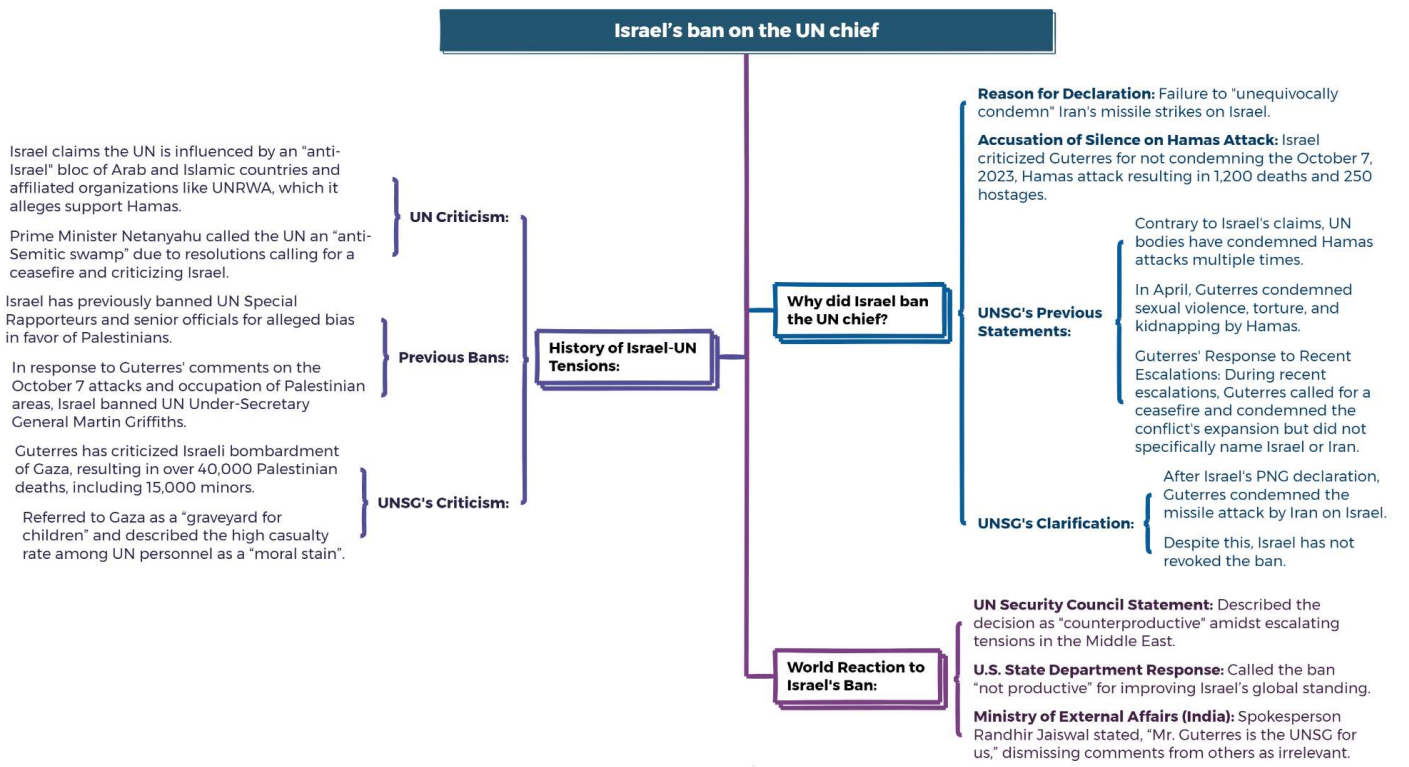 Israel's ban on the UN chief
Israel claims the UN is influenced by an "anti-
Israel" bloc of Arab and Islamic countries and
affiliated organizations like UNRWA, which it
alleges support Hamas.
Prime Minister Netanyahu called the UN an “anti-
Semitic swamp” due to resolutions calling for a
ceasefire and criticizing Israel.
UN Criticism:
Israel has previously banned UN Special
Rapporteurs and senior officials for alleged bias
in favor of Palestinians.
In response to Guterres' comments on the
October 7 attacks and occupation of Palestinian
areas, Israel banned UN Under-Secretary
General Martin Griffiths.
Previous Bans:
Guterres has criticized Israeli bombardment
of Gaza, resulting in over 40,000 Palestinian
deaths, including 15,000 minors.
Referred to Gaza as a “graveyard for
children” and described the high casualty
rate among UN personnel as a “moral stain”.
UNSG's Criticism:
History of Israel-UN
Tensions:
Why did Israel ban
the UN chief?
Reason for Declaration: Failure to "unequivocally
condemn" Iran's missile strikes on Israel.
Accusation of Silence on Hamas Attack: Israel
criticized Guterres for not condemning the October 7,
2023, Hamas attack resulting in 1,200 deaths and 250
hostages.
UNSG's Previous
Statements:
Contrary to Israel's claims, UN
bodies have condemned Hamas
attacks multiple times.
In April, Guterres condemned
sexual violence, torture, and
kidnapping by Hamas.
Guterres' Response to Recent
Escalations: During recent
escalations, Guterres called for a
ceasefire and condemned the
conflict's expansion but did not
specifically name Israel or Iran.
UNSG's Clarification:
After Israel's PNG declaration,
Guterres condemned the
missile attack by Iran on Israel.
Despite this, Israel has not
revoked the ban.
World Reaction to
Israel's Ban:
UN Security Council Statement: Described the
decision as "counterproductive" amidst escalating
tensions in the Middle East.
U.S. State Department Response: Called the ban
“not productive” for improving Israel’s global standing.
Ministry of External Affairs (India): Spokesperson
Randhir Jaiswal stated, “Mr. Guterres is the UNSG for
us,” dismissing comments from others as irrelevant.